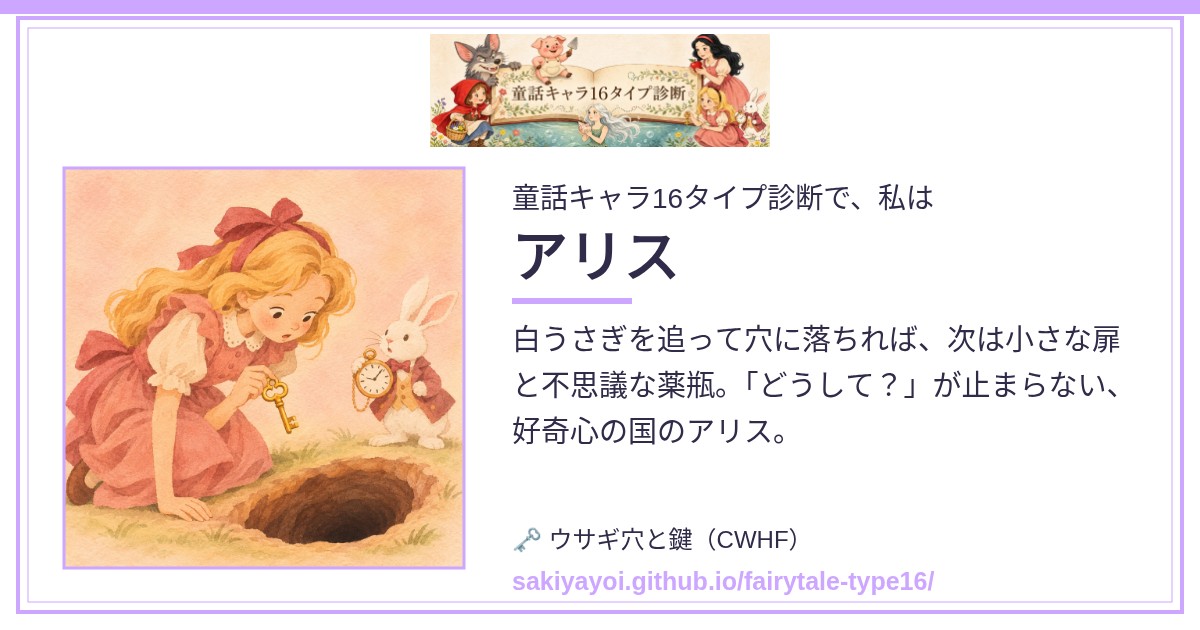 童話キャラ16タイプ診断
童話キャラ16タイプ診断で、私は
アリス
白うさぎを追って穴に落ちれば、次は小さな扉
と不思議な薬瓶。「どうして？」が止まらない、
好奇心の国のアリス。
🗝️ ウサギ穴と鍵（CWHF）
sakiyayoi.github.io/fairytale-type16/